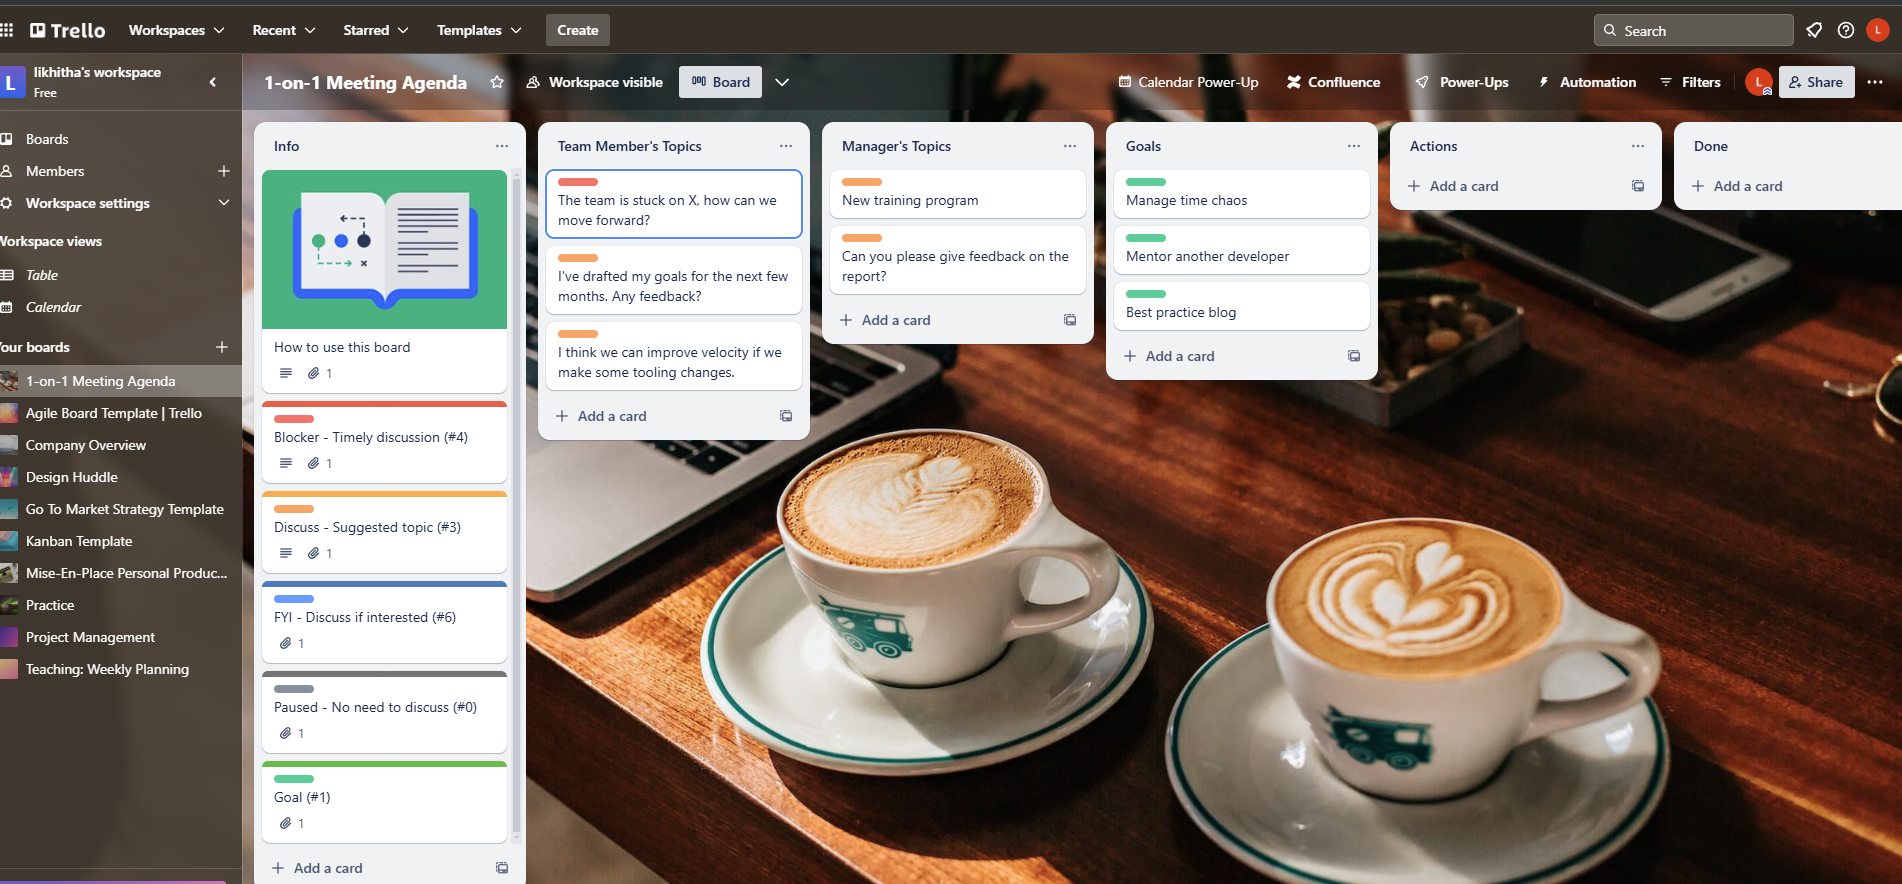 Trello
Workspaces
Recent
Starred
Templates
Create
Search
L
L
likhitha's workspace
Free
1-on-1 Meeting Agenda
Workspace visible
Board
Calendar Power-Up
Confluence
Power-Ups
Automation
Filters
L
Share
Boards
Members
Workspace settings
Workspace views
Table
Calendar
Your boards
1-on-1 Meeting Agenda
Agile Board Template | Trello
Company Overview
Design Huddle
Go To Market Strategy Template
Kanban Template
Mise-En-Place Personal Produc...
Practice
Project Management
Teaching: Weekly Planning
Info
How to use this board
1
Blocker - Timely discussion (#4)
1
Discuss - Suggested topic (#3)
1
FYI - Discuss if interested (#6)
1
Paused - No need to discuss (#0)
1
Goal (#1)
1
Add a card
Team Member's Topics
The team is stuck on X, how can we
move forward?
I've drafted my goals for the next few
months. Any feedback?
I think we can improve velocity if we
make some tooling changes.
Add a card
Manager's Topics
New training program
Can you please give feedback on the
report?
Add a card
Goals
Manage time chaos
Mentor another developer
Best practice blog
Add a card
Actions
Add a card
Done
Add a card